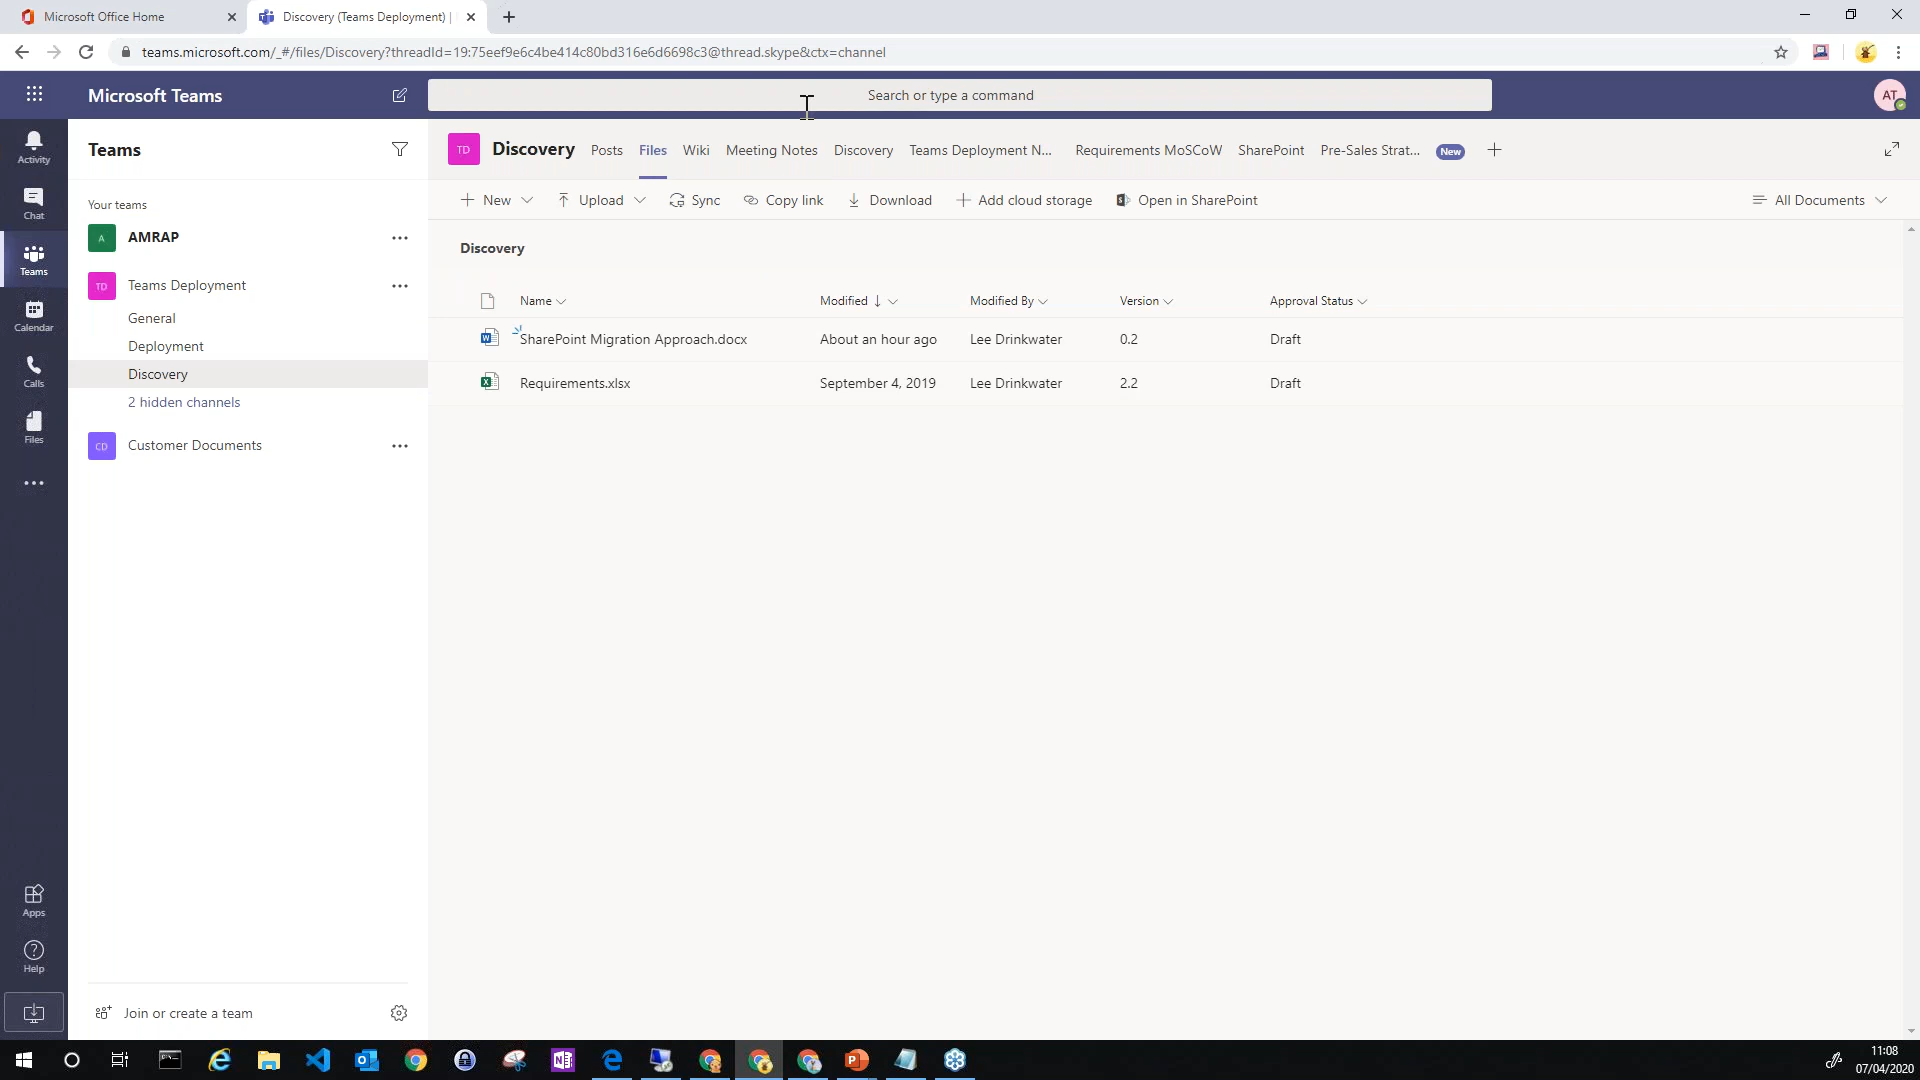 Microsoft Office Home
Discovery (Teams Deployment) |
teams.microsoft.com/_#/files/Discovery?threadId=19:75eef9e6c4be414c80bd316e6d6698c3@thread.skype&ctx=channel
Microsoft Teams
Search or type a command
AT
Activity
Chat
Teams
Calendar
Calls
Files
Apps
Help
Teams
Your teams
A AMRAP
TD Teams Deployment
General
Deployment
Discovery
2 hidden channels
CD Customer Documents
Join or create a team
TD Discovery Posts Files Wiki Meeting Notes Discovery Teams Deployment N... Requirements MoSCoW SharePoint Pre-Sales Strat... New
New Upload Sync Copy link Download Add cloud storage Open in SharePoint All Documents
Discovery
Name Modified Modified By Version Approval Status
SharePoint Migration Approach.docx About an hour ago Lee Drinkwater 0.2 Draft
Requirements.xlsx September 4, 2019 Lee Drinkwater 2.2 Draft
11:08
07/04/2020